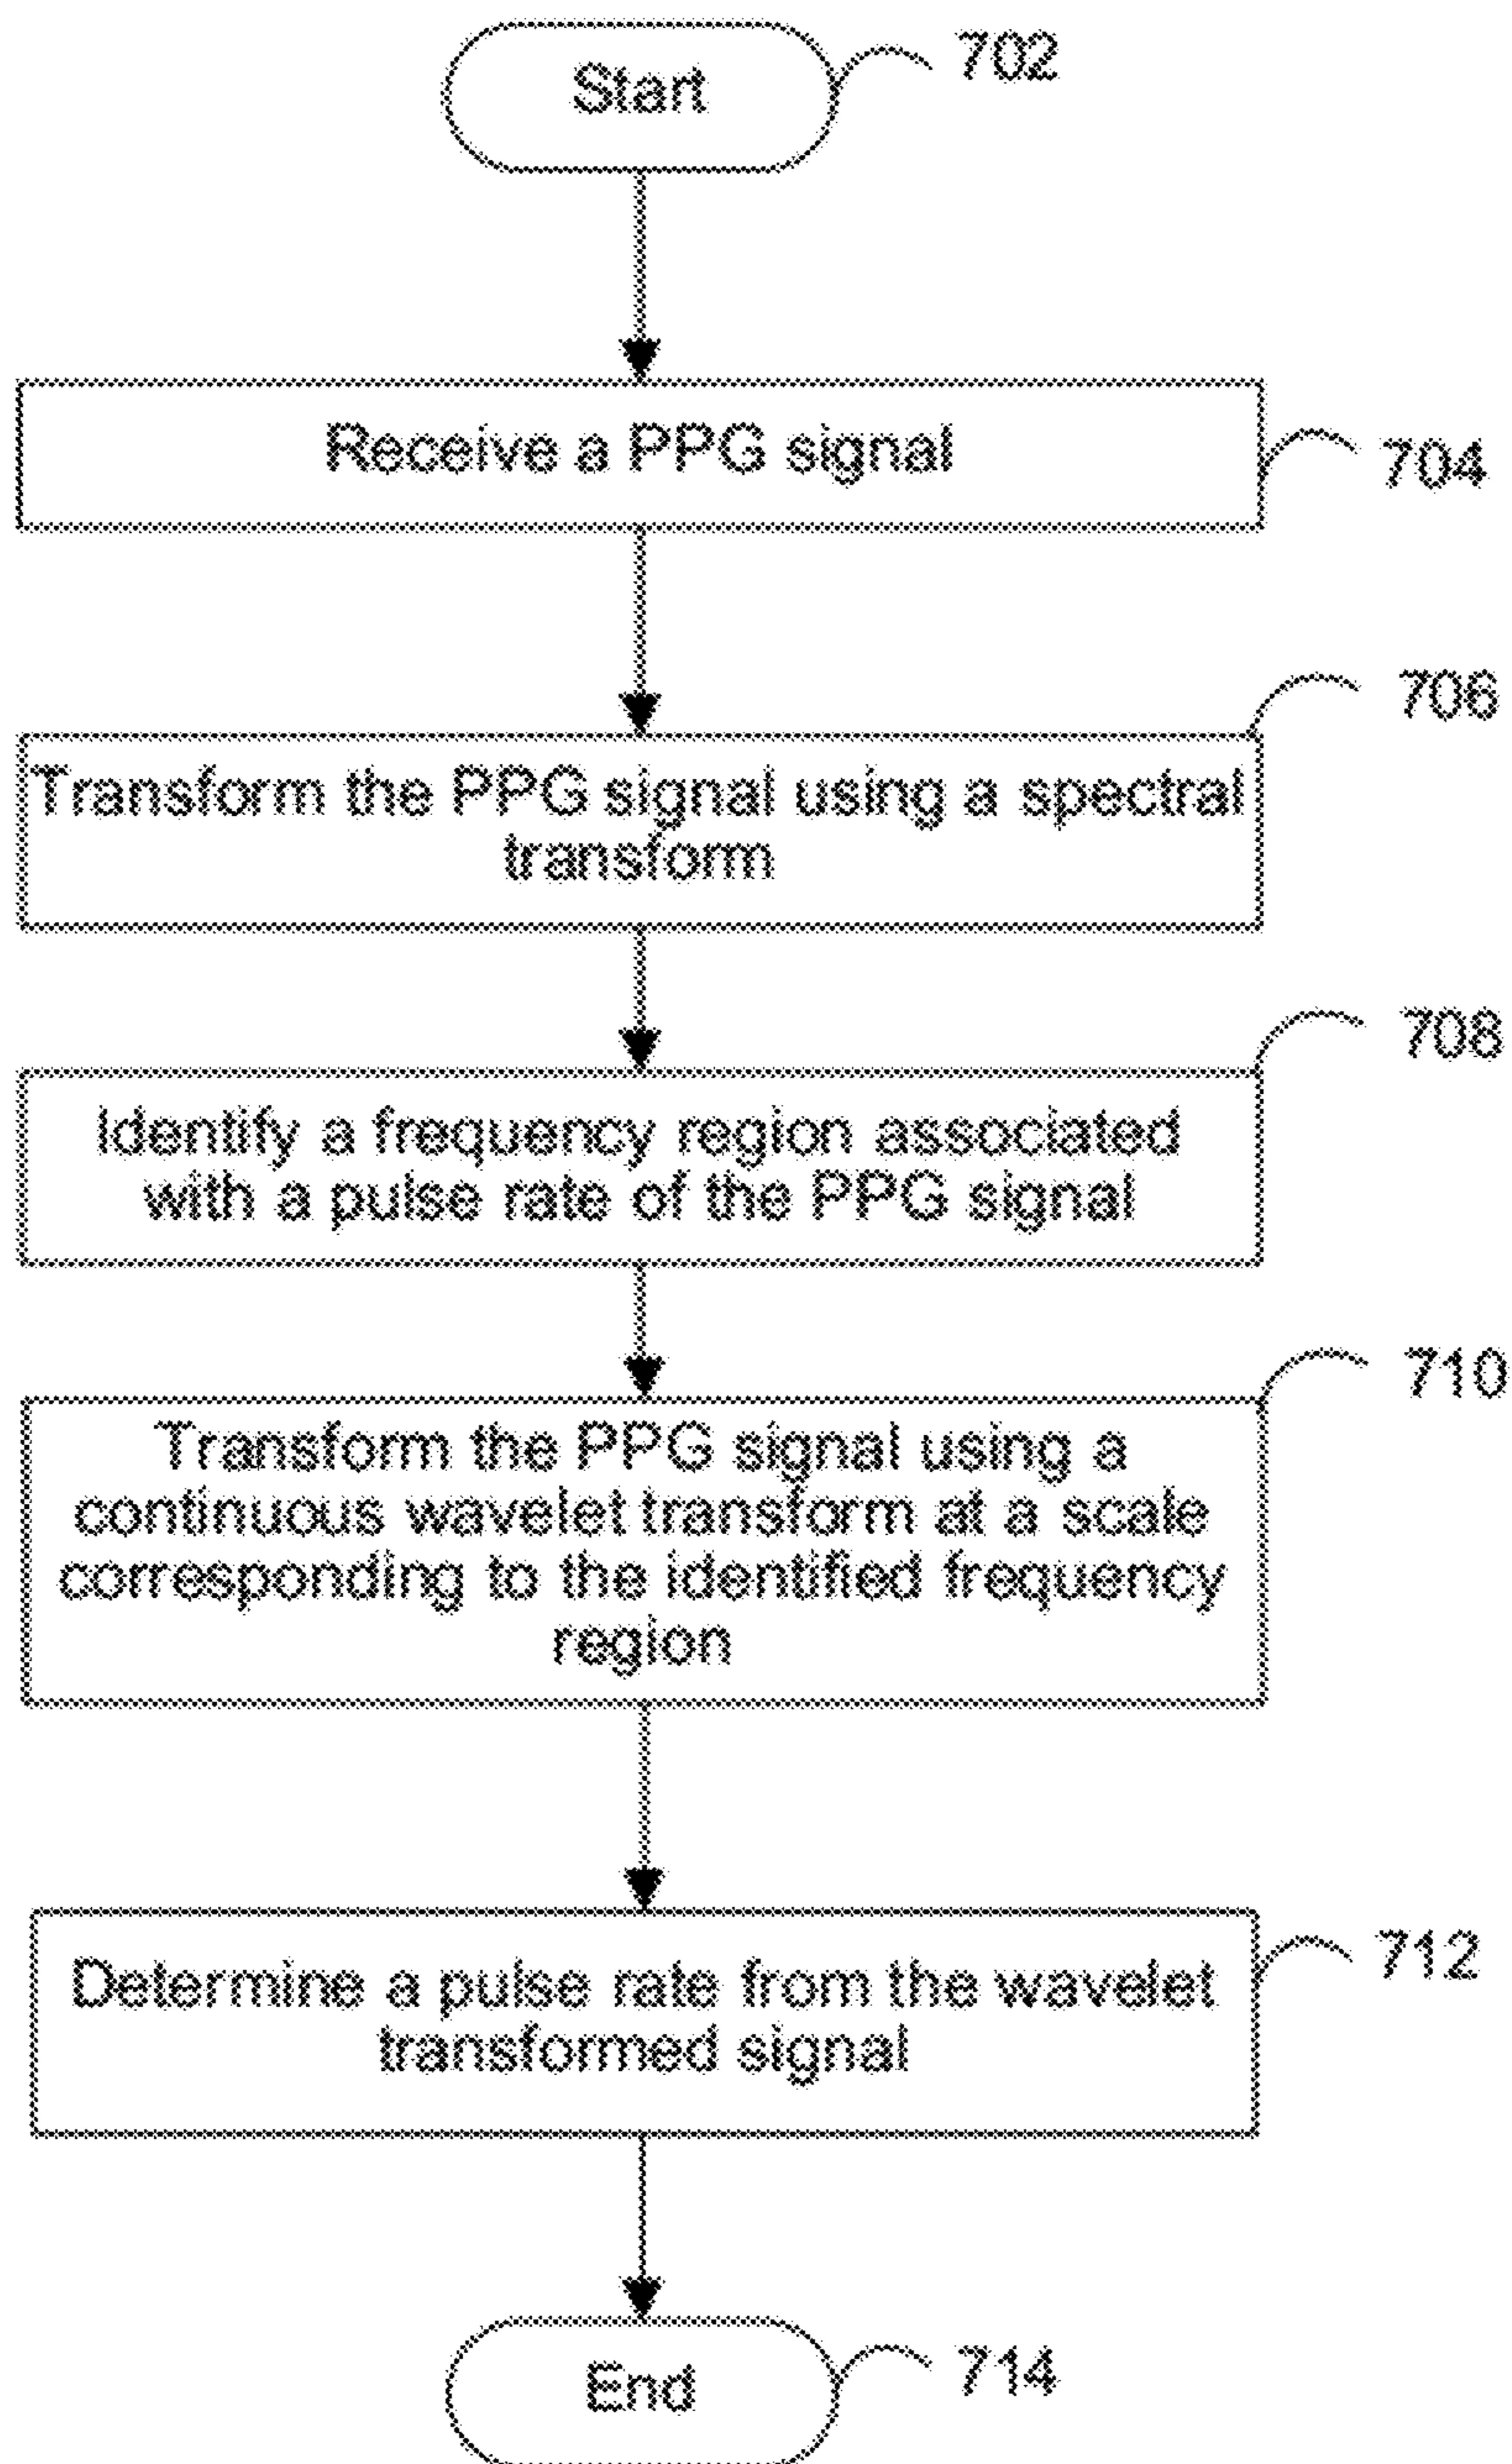 Start
702
Receive a PPG signal
704
706
Transform the PPG signal using a spectral
transform
708
Identify a frequency region associated
with a pulse rate of the PPG signal
710
Transform the PPG signal using a
continuous wavelet transform at a scale
corresponding to the identified frequency
region
712
Determine a pulse rate from the wavelet
transformed signal
End
714